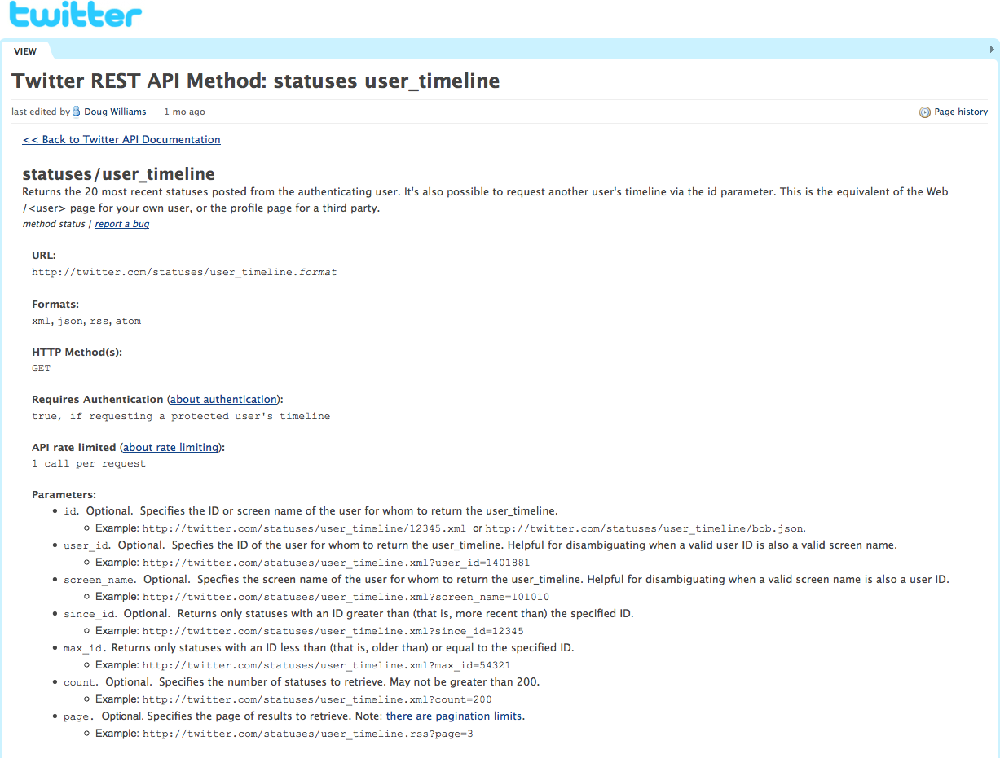 twitter
VIEW
Twitter REST API Method: statuses user_timeline
last edited by Doug Williams 1 mo ago Page history
<< Back to Twitter API Documentation
statuses/user_timeline
Returns the 20 most recent statuses posted from the authenticating user. It's also possible to request another user's timeline via the id parameter. This is the equivalent of the Web
/<user> page for your own user, or the profile page for a third party.
method status | report a bug
URL:
http://twitter.com/statuses/user_timeline.format
Formats:
xml, json, rss, atom
HTTP Method(s):
GET
Requires Authentication (about authentication):
true, if requesting a protected user's timeline
API rate limited (about rate limiting):
1 call per request
Parameters:
• id. Optional. Specifies the ID or screen name of the user for whom to return the user_timeline.
◦ Example: http://twitter.com/statuses/user_timeline/12345.xml or http://twitter.com/statuses/user_timeline/bob.json.
• user_id. Optional. Specfies the ID of the user for whom to return the user_timeline. Helpful for disambiguating when a valid user ID is also a valid screen name.
◦ Example: http://twitter.com/statuses/user_timeline.xml?user_id=1401881
• screen_name. Optional. Specfies the screen name of the user for whom to return the user_timeline. Helpful for disambiguating when a valid screen name is also a user ID.
◦ Example: http://twitter.com/statuses/user_timeline.xml?screen_name=101010
• since_id. Optional. Returns only statuses with an ID greater than (that is, more recent than) the specified ID.
◦ Example: http://twitter.com/statuses/user_timeline.xml?since_id=12345
• max_id. Returns only statuses with an ID less than (that is, older than) or equal to the specified ID.
◦ Example: http://twitter.com/statuses/user_timeline.xml?max_id=54321
• count. Optional. Specifies the number of statuses to retrieve. May not be greater than 200.
◦ Example: http://twitter.com/statuses/user_timeline.xml?count=200
• page. Optional. Specifies the page of results to retrieve. Note: there are pagination limits.
◦ Example: http://twitter.com/statuses/user_timeline.rss?page=3